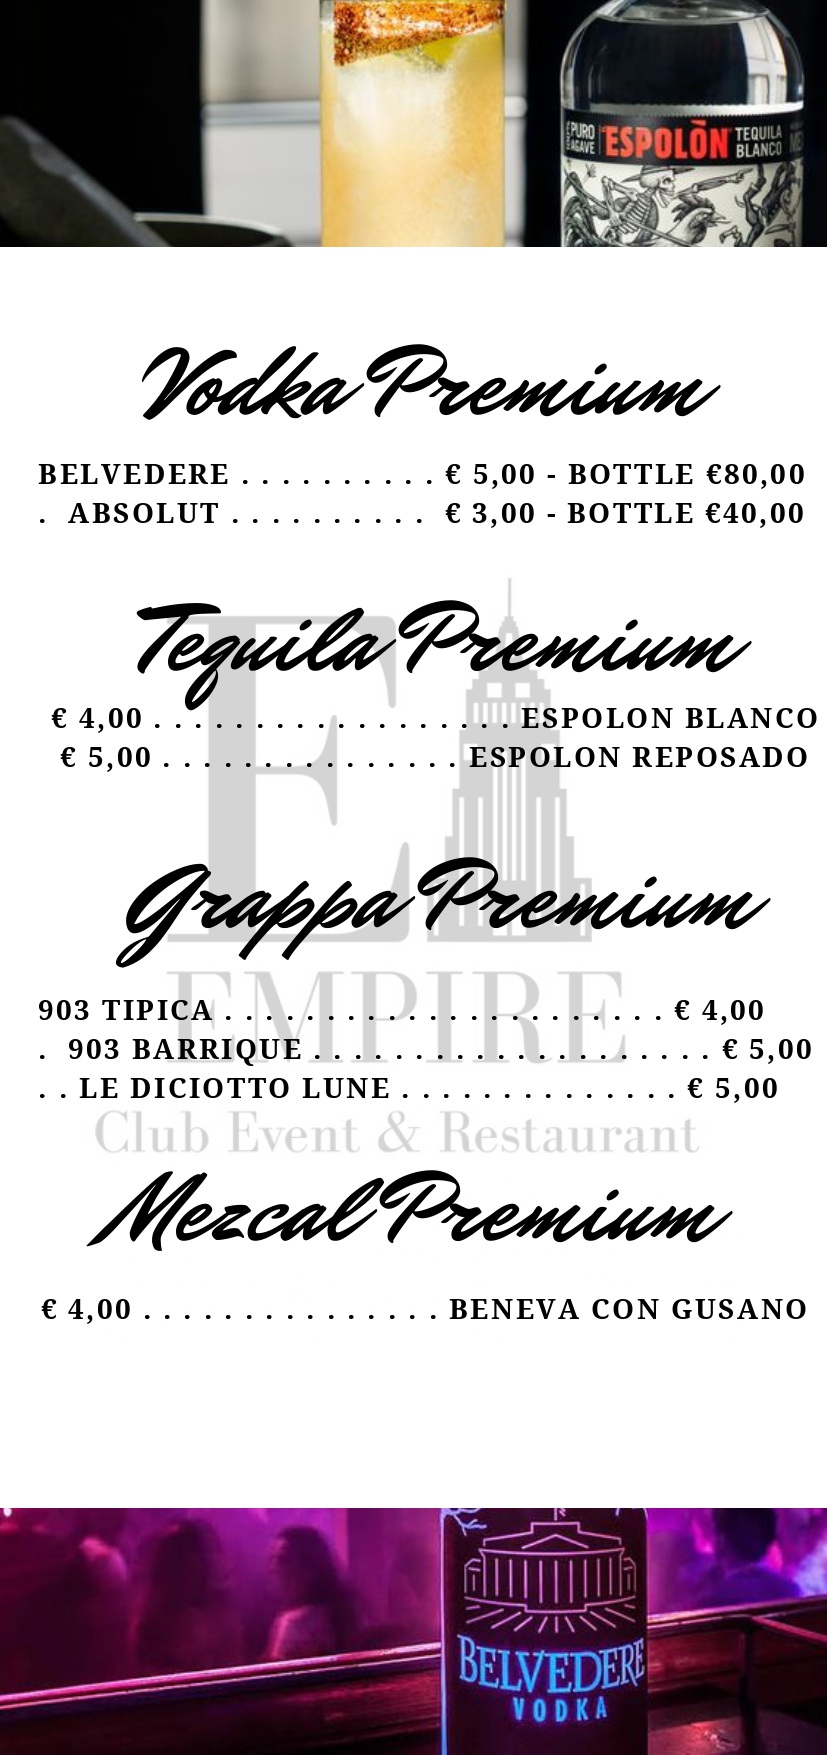 PURO
AGAVE
ESPOLÒN
TEQUILA
BLANCO
Vodka Premium
BELVEDERE . . . . . . . . . . € 5,00 - BOTTLE €80,00
. ABSOLUT . . . . . . . . . . € 3,00 - BOTTLE €40,00
Tequila Premium
€ 4,00 . . . . . . . . . . . . . . . . . . ESPOLON BLANCO
€ 5,00 . . . . . . . . . . . . . . . ESPOLON REPOSADO
E
Grappa Premium
EMPIRE
903 TIPICA . . . . . . . . . . . . . . . . . . . . . . € 4,00
. 903 BARRIQUE . . . . . . . . . . . . . . . . . . . . € 5,00
. . LE DICIOTTO LUNE . . . . . . . . . . . . . . € 5,00
Club Event & Restaurant
Mezcal Premium
€ 4,00 . . . . . . . . . . . . . . . BENEVA CON GUSANO
BELVEDERE
VODKA